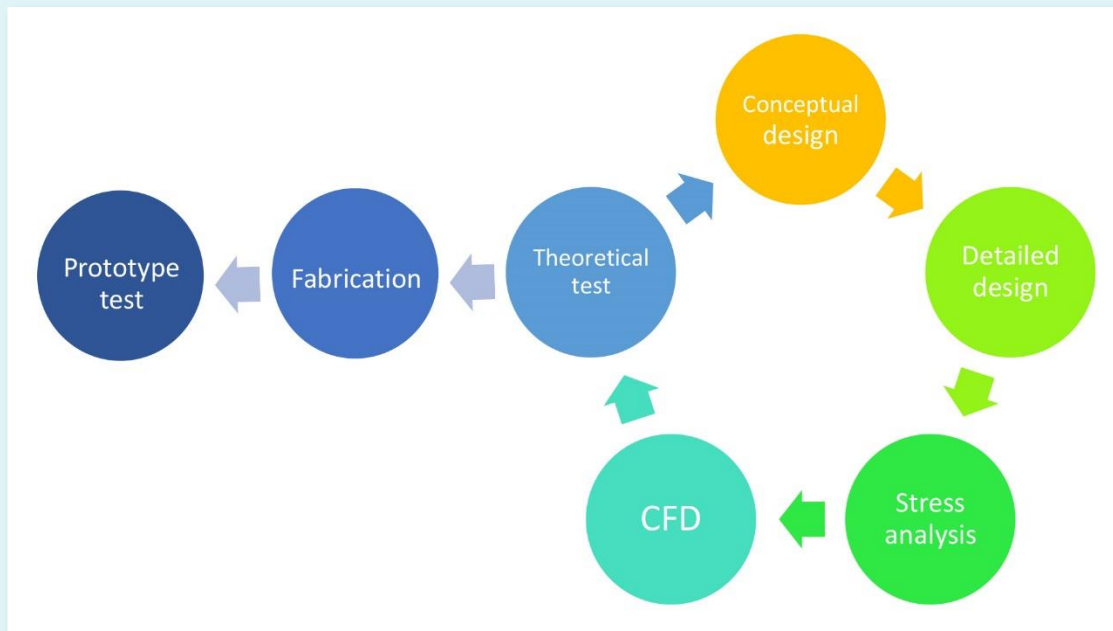 Conceptual
design
Prototype
test
Fabrication
Theoretical
test
Detailed
design
CFD
Stress
analysis